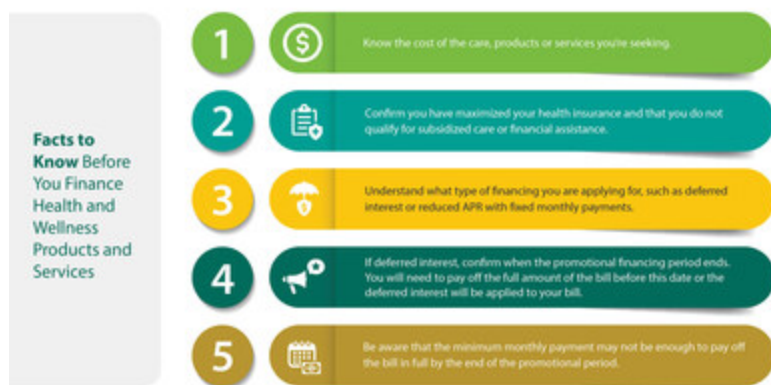 Facts to
Know Before
You Finance
Health and
Wellness
Products and
Services
1
Know the cost of the care, products or services you're seeking.
2
Confirm you have maximized your health insurance and that you do not
qualify for subsidized care or financial assistance.
3
Understand what type of financing you are applying for, such as deferred
interest or reduced APR with fixed monthly payments.
4
If deferred interest, confirm when the promotional financing period ends.
You will need to pay off the full amount of the bill before this date or the
deferred interest will be applied to your bill.
5
Be aware that the minimum monthly payment may not be enough to pay off
the bill in full by the end of the promotional period.